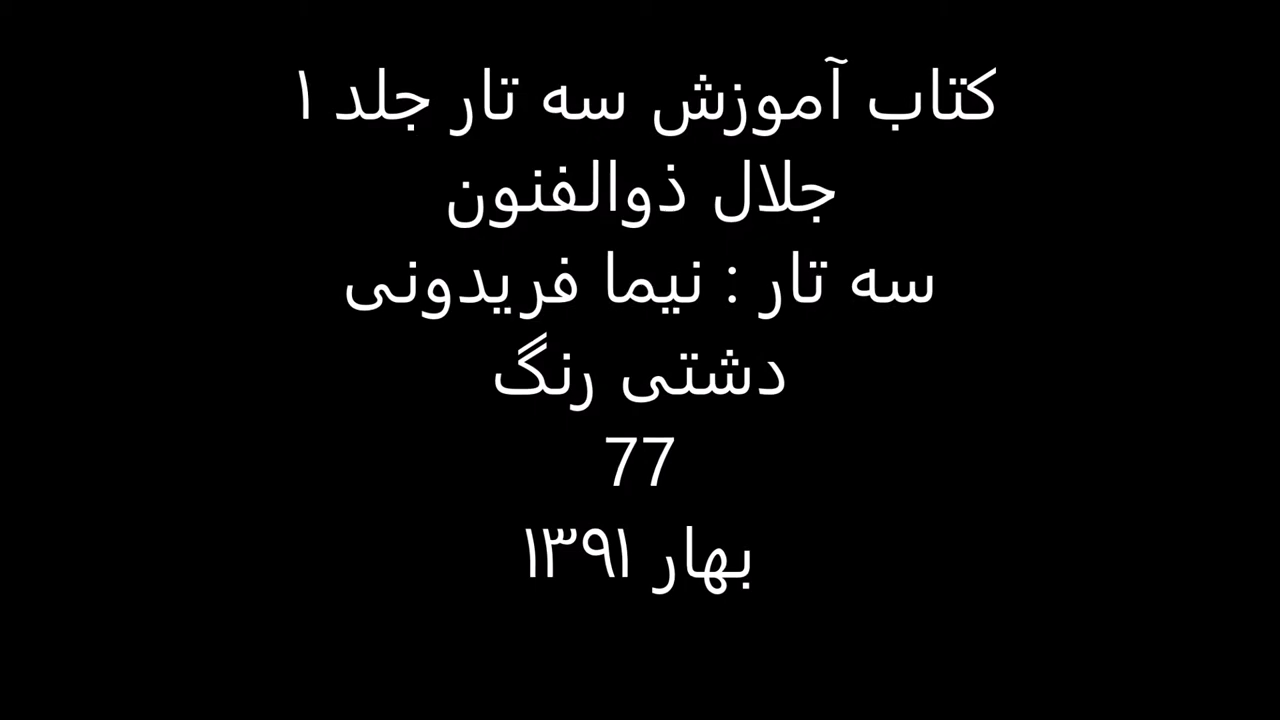 کتاب آموزش سه تار جلد ۱
جلال ذوالفنون
سه تار : نیما فریدونی
دشتی رنگ
77
بهار ۱۳۹۱